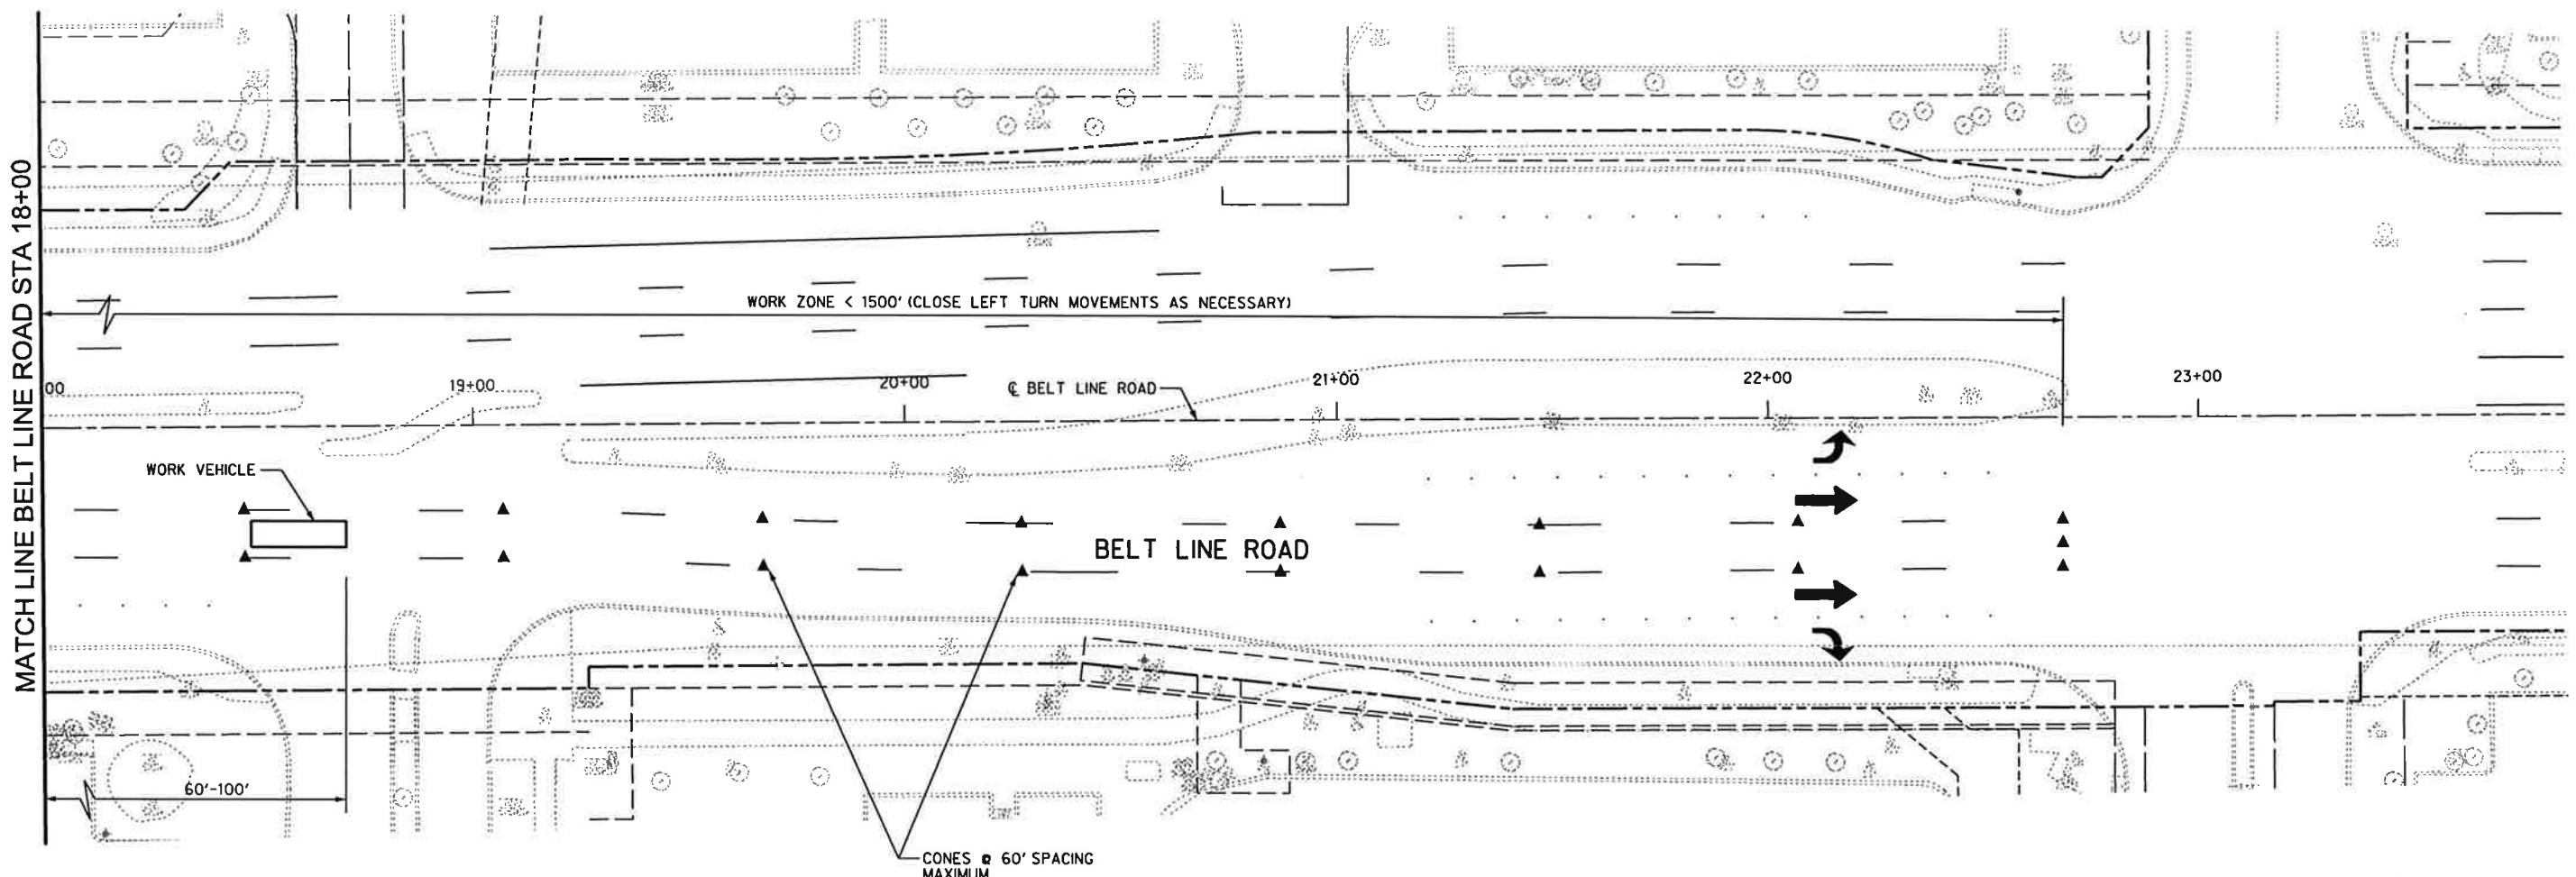 MATCH LINE BELT LINE ROAD STA 18+00
WORK ZONE < 1500' (CLOSE LEFT TURN MOVEMENTS AS NECESSARY)
00
19+00
20+00
℄ BELT LINE ROAD
21+00
22+00
23+00
WORK VEHICLE
BELT LINE ROAD
60'-100'
CONES @ 60' SPACING
MAXIMUM